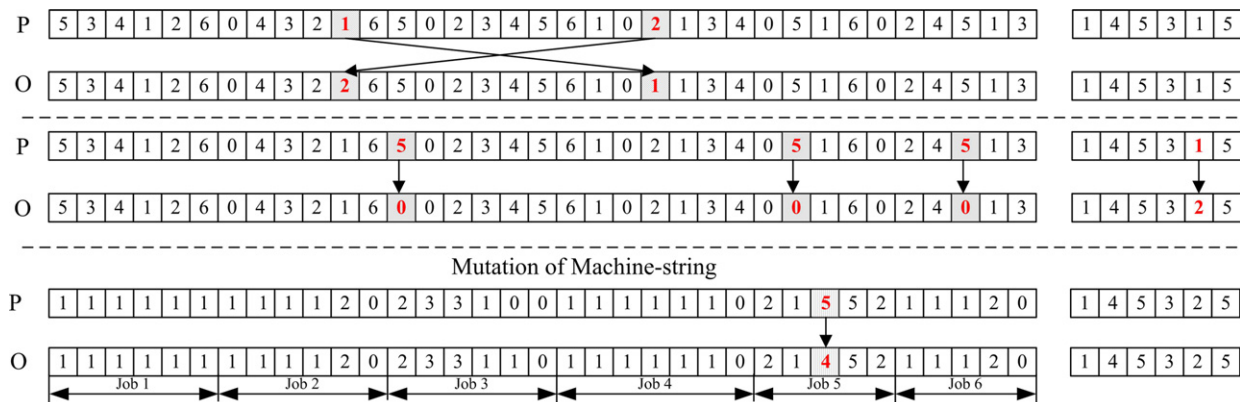 P 5 3 4 1 2 6 0 4 3 2 1 6 5 0 2 3 4 5 6 1 0 2 1 3 4 0 5 1 6 0 2 4 5 1 3 1 4 5 3 1 5
O 5 3 4 1 2 6 0 4 3 2 2 6 5 0 2 3 4 5 6 1 0 1 1 3 4 0 5 1 6 0 2 4 5 1 3 1 4 5 3 1 5
P 5 3 4 1 2 6 0 4 3 2 1 6 5 0 2 3 4 5 6 1 0 2 1 3 4 0 5 1 6 0 2 4 5 1 3 1 4 5 3 1 5
O 5 3 4 1 2 6 0 4 3 2 1 6 0 0 2 3 4 5 6 1 0 2 1 3 4 0 0 1 6 0 2 4 0 1 3 1 4 5 3 2 5
Mutation of Machine-string
P 1 1 1 1 1 1 1 1 1 1 2 0 2 3 3 1 0 0 1 1 1 1 1 1 0 2 1 5 5 2 1 1 1 2 0 1 4 5 3 2 5
O 1 1 1 1 1 1 1 1 1 1 2 0 2 3 3 1 0 0 1 1 1 1 1 1 0 2 1 4 5 2 1 1 1 2 0 1 4 5 3 2 5
Job 1 Job 2 Job 3 Job 4 Job 5 Job 6